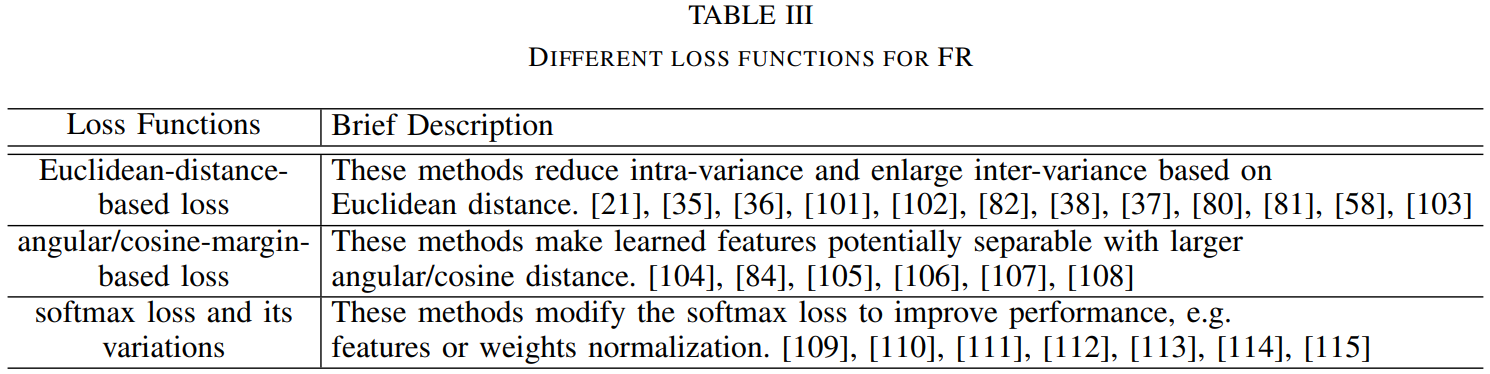 TABLE III
DIFFERENT LOSS FUNCTIONS FOR FR
Loss Functions
Brief Description
Euclidean-distance-
based loss
These methods reduce intra-variance and enlarge inter-variance based on
Euclidean distance. [21], [35], [36], [101], [102], [82], [38], [37], [80], [81], [58], [103]
angular/cosine-margin-
based loss
These methods make learned features potentially separable with larger
angular/cosine distance. [104], [84], [105], [106], [107], [108]
softmax loss and its
variations
These methods modify the softmax loss to improve performance, e.g.
features or weights normalization. [109], [110], [111], [112], [113], [114], [115]